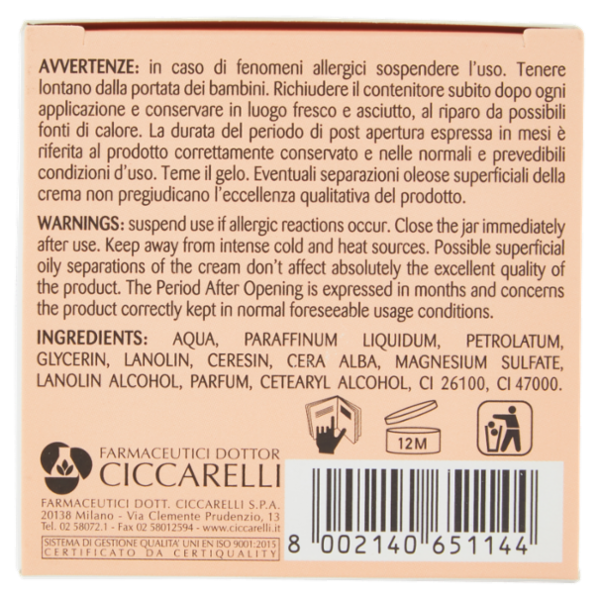 AVVERTENZE: in caso di fenomeni allergici sospendere l'uso. Tenere
lontano dalla portata dei bambini. Richiudere il contenitore subito dopo ogni
applicazione e conservare in luogo fresco e asciutto, al riparo da possibili
fonti di calore. La durata del periodo di post apertura espressa in mesi è
riferita al prodotto correttamente conservato e nelle normali e prevedibili
condizioni d'uso. Teme il gelo. Eventuali separazioni oleose superficiali della
crema non pregiudicano l'eccellenza qualitativa del prodotto.
WARNINGS: suspend use if allergic reactions occur. Close the jar immediately
after use. Keep away from intense cold and heat sources. Possible superficial
oily separations of the cream don't affect absolutely the excellent quality of
the product. The Period After Opening is expressed in months and concerns
the product correctly kept in normal foreseeable usage conditions.
INGREDIENTS: AQUA, PARAFFINUM LIQUIDUM, PETROLATUM,
GLYCERIN, LANOLIN, CERESIN, CERA ALBA, MAGNESIUM SULFATE,
LANOLIN ALCOHOL, PARFUM, CETEARYL ALCOHOL, CI 26100, CI 47000.
12M
FARMACEUTICI DOTTOR
CICCARELLI
FARMACEUTICI DOTT. CICCARELLI S.P.A.
20138 Milano - Via Clemente Prudenzio, 13
Tel. 02 58072.1 - Fax 02 58012594 - www.ciccarelli.it
SISTEMA DI GESTIONE QUALITA' UNI EN ISO 9001:2015
CERTIFICATO DA CERTIQUALITY
8 002140 651144